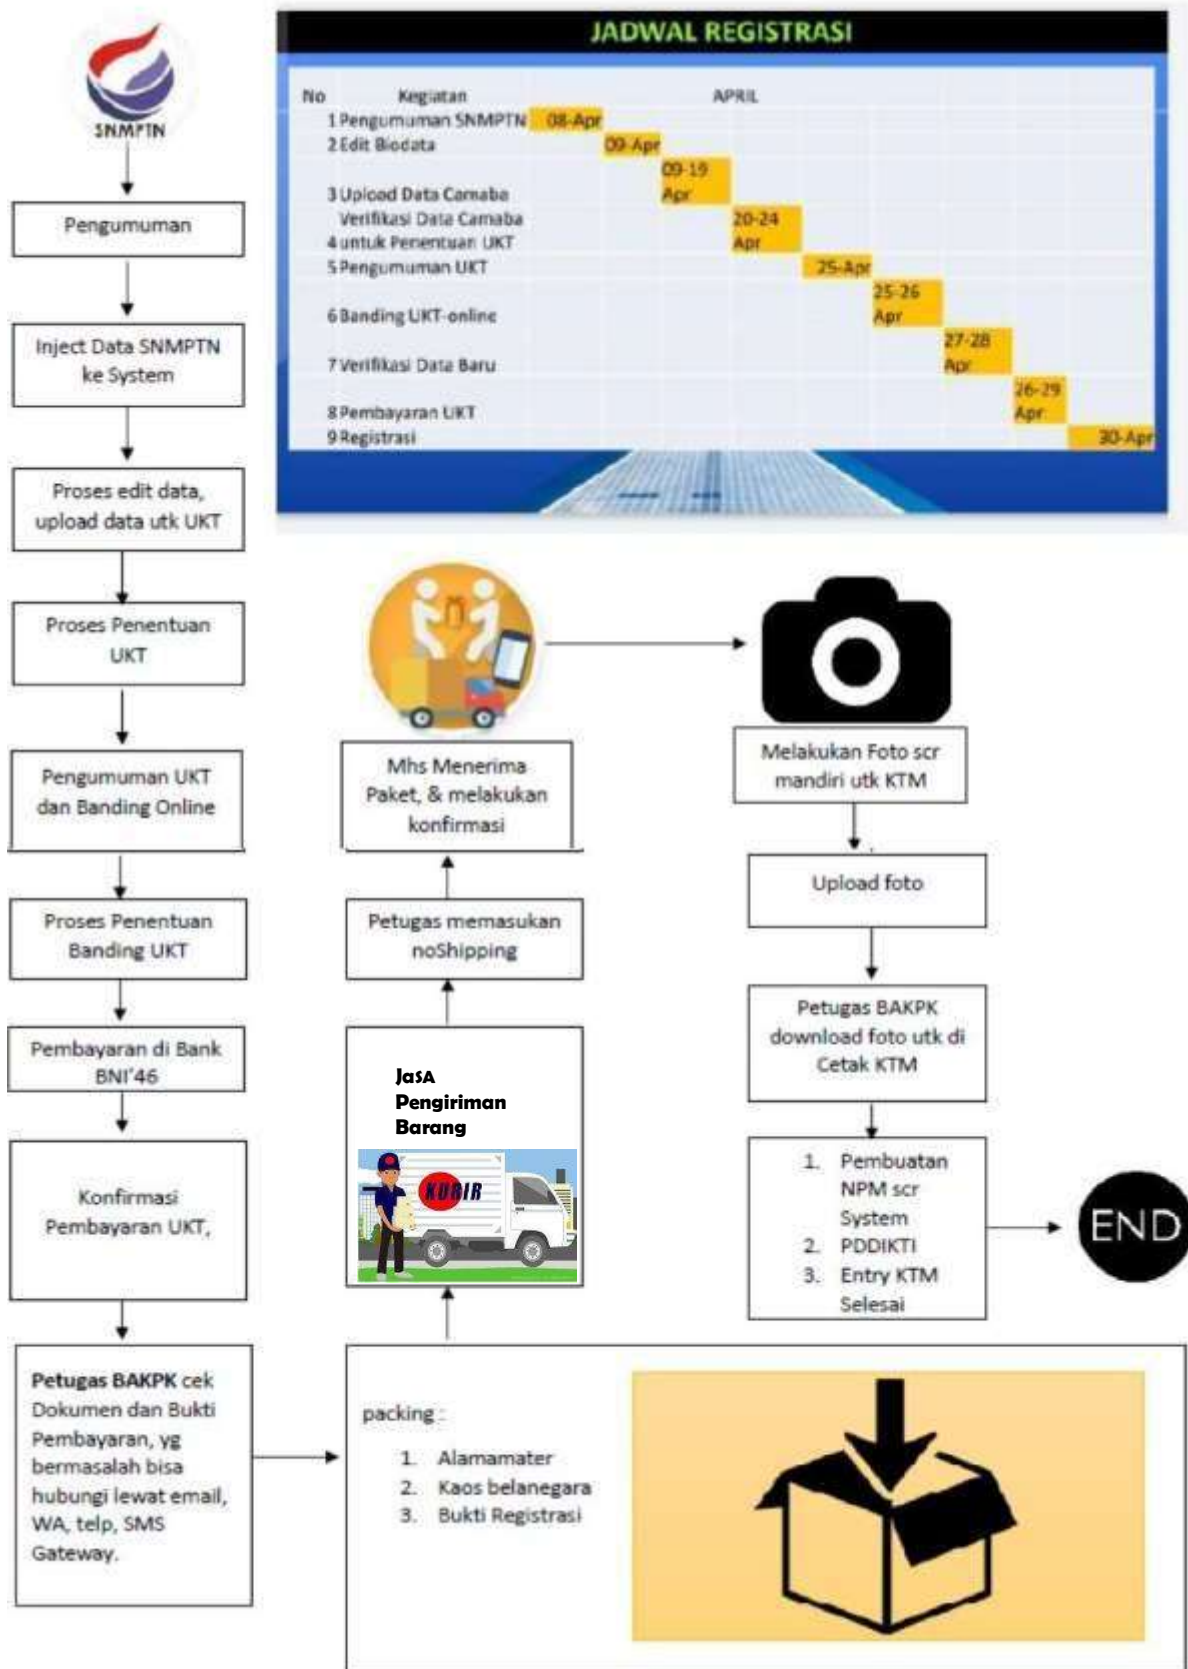 SNMPTN
JADWAL REGISTRASI
No Kegiatan APRIL
1 Pengumuman SNMPTN 08-Apr
2 Edit Biodata 09-Apr
09-19
3 Upload Data Camaba Apr
Verifikasi Data Camaba 20-24
4 untuk Penentuan UKT Apr
5 Pengumuman UKT 25-Apr
25-26
6 Banding UKT-online Apr
27-28
7 Verifikasi Data Baru Apr
26-29
8 Pembayaran UKT Apr
9 Registrasi 30-Apr
Pengumuman
Inject Data SNMPTN
ke System
Proses edit data,
upload data utk UKT
Proses Penentuan
UKT
Pengumuman UKT
dan Banding Online
Proses Penentuan
Banding UKT
Pembayaran di Bank
BNI'46
Konfirmasi
Pembayaran UKT,
Petugas BAKPK cek
Dokumen dan Bukti
Pembayaran, yg
bermasalah bisa
hubungi lewat email,
WA, telp, SMS
Gateway.
packing :
1. Alamamater
2. Kaos belanegara
3. Bukti Registrasi
JaSA
Pengiriman
Barang
KURIR
Petugas memasukan
noShipping
Mhs Menerima
Paket, & melakukan
konfirmasi
Melakukan Foto scr
mandiri utk KTM
Upload foto
Petugas BAKPK
download foto utk di
Cetak KTM
1. Pembuatan
NPM scr
System
2. PDDIKTI
3. Entry KTM
Selesai
END